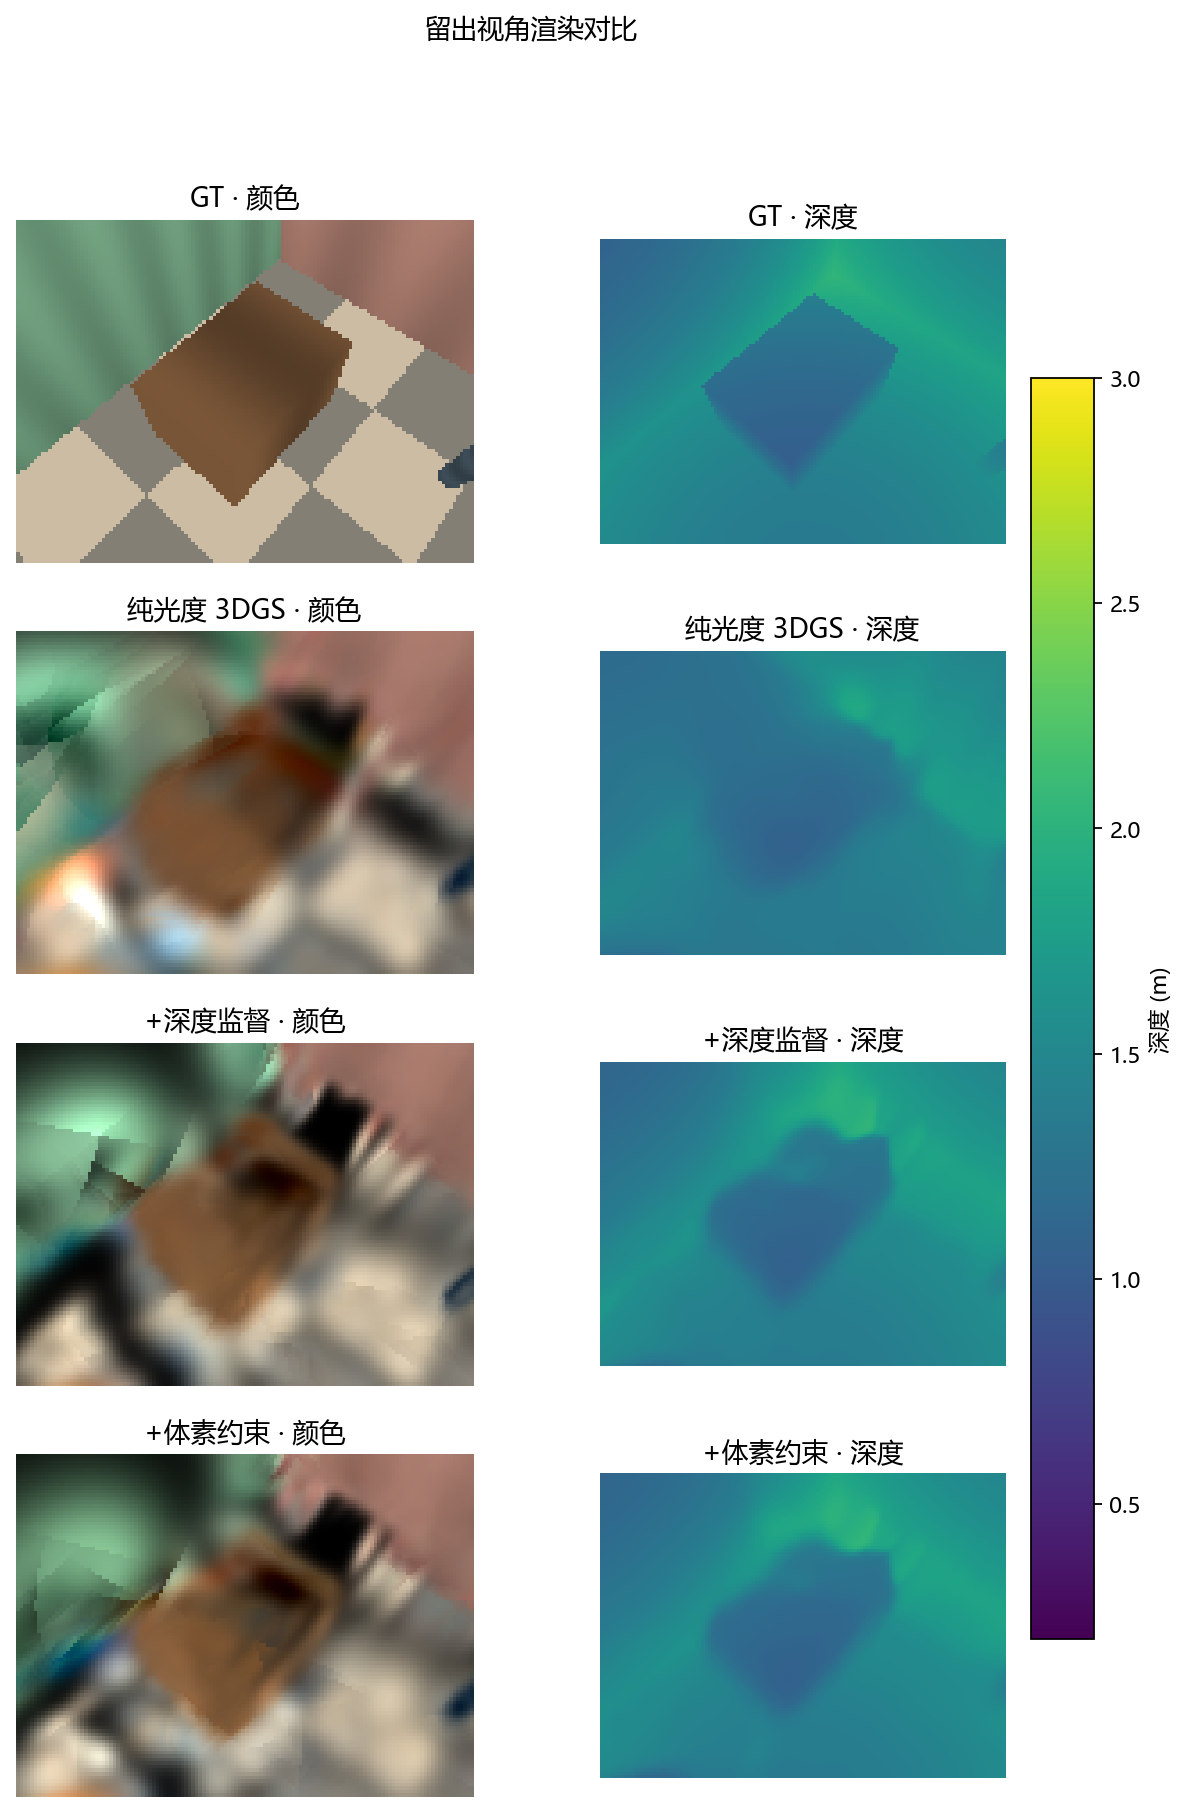 留出视角渲染对比
GT · 颜色
GT · 深度
纯光度 3DGS · 颜色
纯光度 3DGS · 深度
+深度监督 · 颜色
+深度监督 · 深度
+体素约束 · 颜色
+体素约束 · 深度
3.0
2.5
2.0
1.5
1.0
0.5
深度 (m)